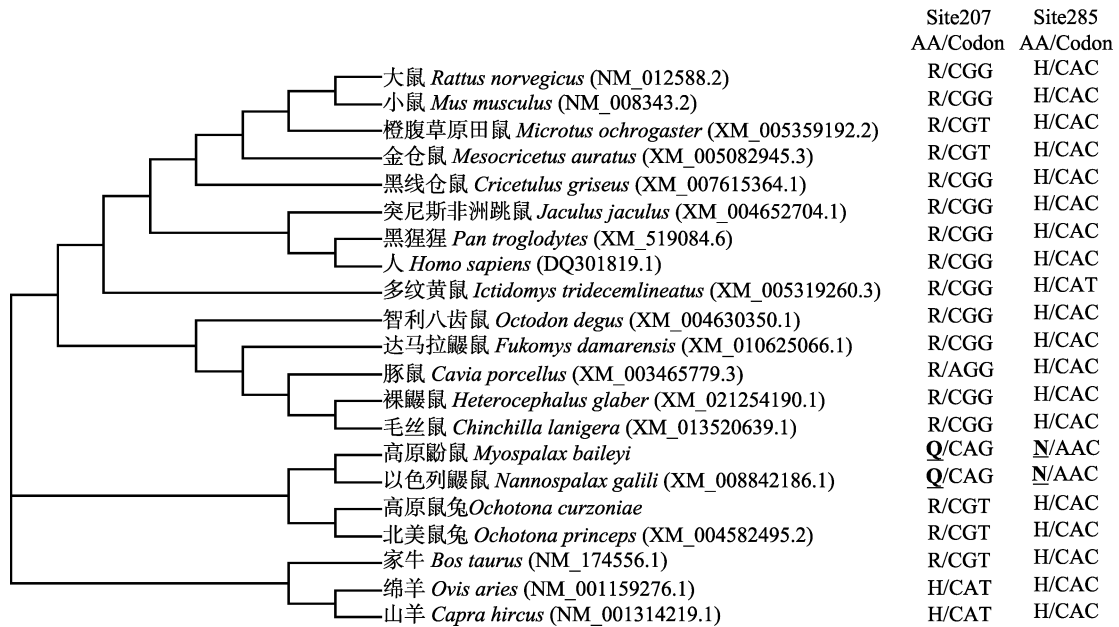 Site207 Site285
AA/Codon AA/Codon
大鼠 Rattus norvegicus (NM_012588.2) R/CGG H/CAC
小鼠 Mus musculus (NM_008343.2) R/CGG H/CAC
橙腹草原田鼠 Microtus ochrogaster (XM_005359192.2) R/CGT H/CAC
金仓鼠 Mesocricetus auratus (XM_005082945.3) R/CGT H/CAC
黑线仓鼠 Cricetulus griseus (XM_007615364.1) R/CGG H/CAC
突尼斯非洲跳鼠 Jaculus jaculus (XM_004652704.1) R/CGG H/CAC
黑猩猩 Pan troglodytes (XM_519084.6) R/CGG H/CAC
人 Homo sapiens (DQ301819.1) R/CGG H/CAC
多纹黄鼠 Ictidomys tridecemlineatus (XM_005319260.3) R/CGG H/CAT
智利八齿鼠 Octodon degus (XM_004630350.1) R/CGG H/CAC
达马拉鼹鼠 Fukomys damarensis (XM_010625066.1) R/CGG H/CAC
豚鼠 Cavia porcellus (XM_003465779.3) R/AGG H/CAC
裸鼹鼠 Heterocephalus glaber (XM_021254190.1) R/CGG H/CAC
毛丝鼠 Chinchilla lanigera (XM_013520639.1) R/CGG H/CAC
高原鼢鼠 Myospalax baileyi Q/CAG N/AAC
以色列鼹鼠 Nannospalax galili (XM_008842186.1) Q/CAG N/AAC
高原鼠兔Ochotona curzoniae R/CGT H/CAC
北美鼠兔 Ochotona princeps (XM_004582495.2) R/CGT H/CAC
家牛 Bos taurus (NM_174556.1) R/CGT H/CAC
绵羊 Ovis aries (NM_001159276.1) H/CAT H/CAC
山羊 Capra hircus (NM_001314219.1) H/CAT H/CAC